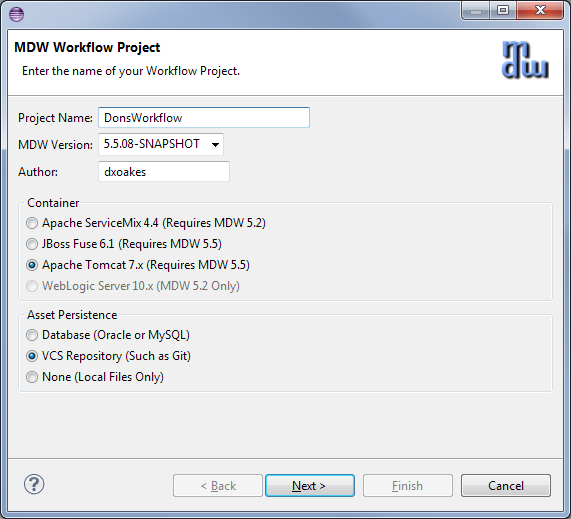 MDW Workflow Project
Enter the name of your Workflow Project.
mdw
Project Name: DonsWorkflow
MDW Version: 5.5.08-SNAPSHOT
Author: dxoakes
Container
Apache ServiceMix 4.4 (Requires MDW 5.2)
JBoss Fuse 6.1 (Requires MDW 5.5)
Apache Tomcat 7.x (Requires MDW 5.5)
WebLogic Server 10.x (MDW 5.2 Only)
Asset Persistence
Database (Oracle or MySQL)
VCS Repository (Such as Git)
None (Local Files Only)
? < Back Next > Finish Cancel